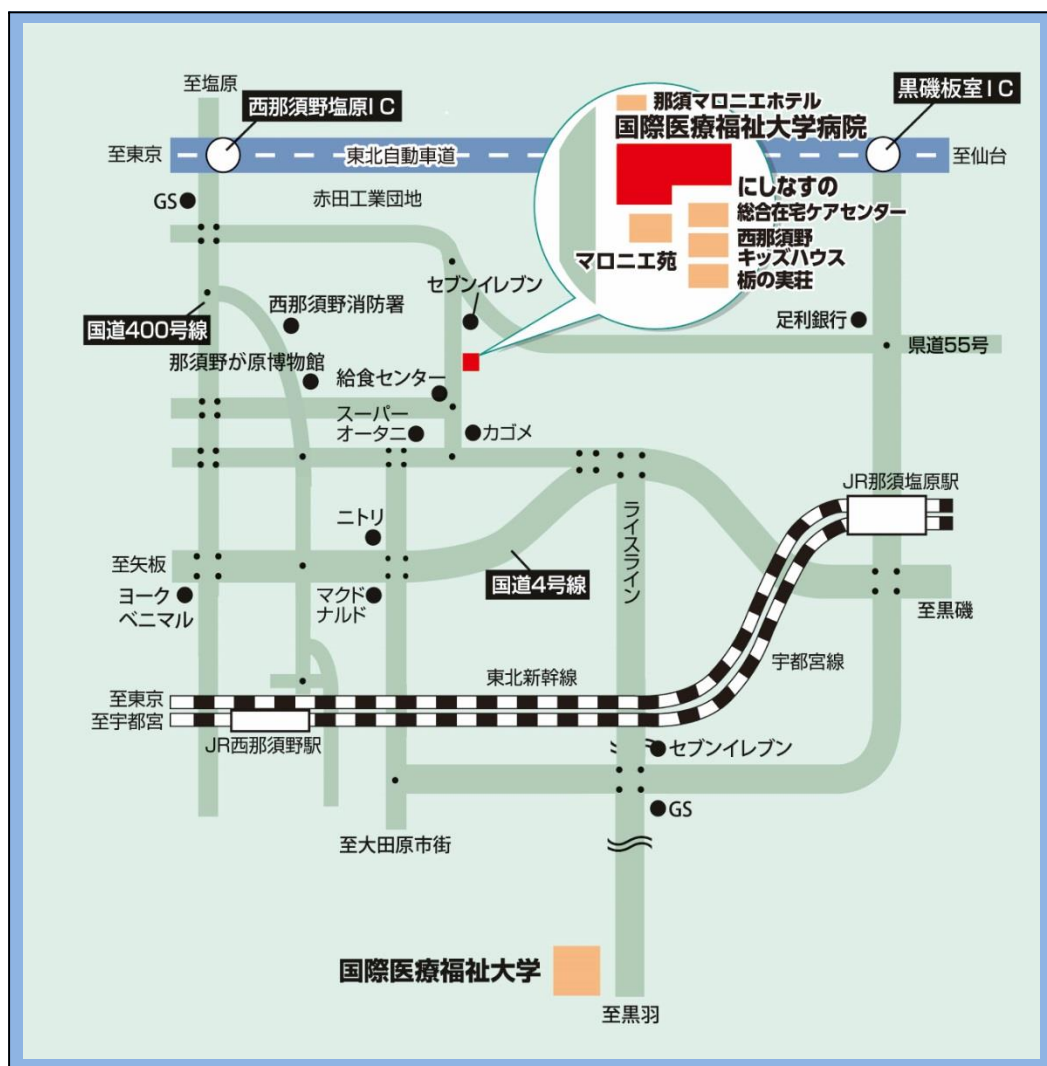 至塩原
西那須野塩原IC
那須マロニエホテル
国際医療福祉大学病院
黒磯板室IC
至東京
東北自動車道
至仙台
GS
赤田工業団地
にしなすの
総合在宅ケアセンター
西那須野
キッズハウス
栃の実荘
マロニエ苑
セブンイレブン
西那須野消防署
国道400号線
足利銀行
県道55号
那須野が原博物館
給食センター
スーパー
オータニ
カゴメ
JR那須塩原駅
ニトリ
ライスライン
至矢板
国道4号線
ヨーク
ベニマル
マクド
ナルド
至黒磯
東北新幹線
宇都宮線
至東京
至宇都宮
JR西那須野駅
セブンイレブン
GS
至大田原市街
国際医療福祉大学
至黒羽